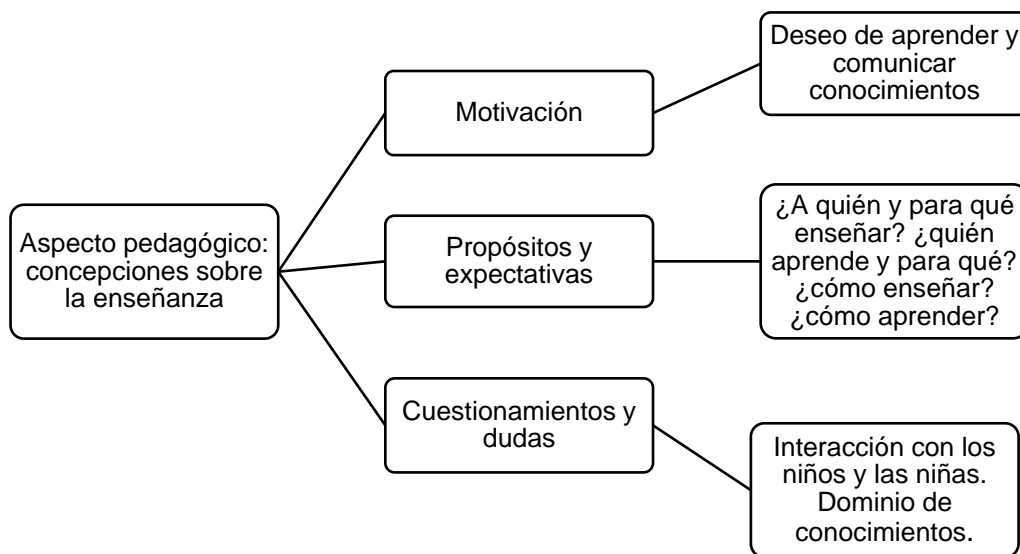 Aspecto pedagógico:
concepciones sobre
la enseñanza
Motivación
Deseo de aprender y
comunicar
conocimientos
Propósitos y
expectativas
¿A quién y para qué
enseñar? ¿quién
aprende y para qué?
¿cómo enseñar?
¿cómo aprender?
Cuestionamientos y
dudas
Interacción con los
niños y las niñas.
Dominio de
conocimientos.